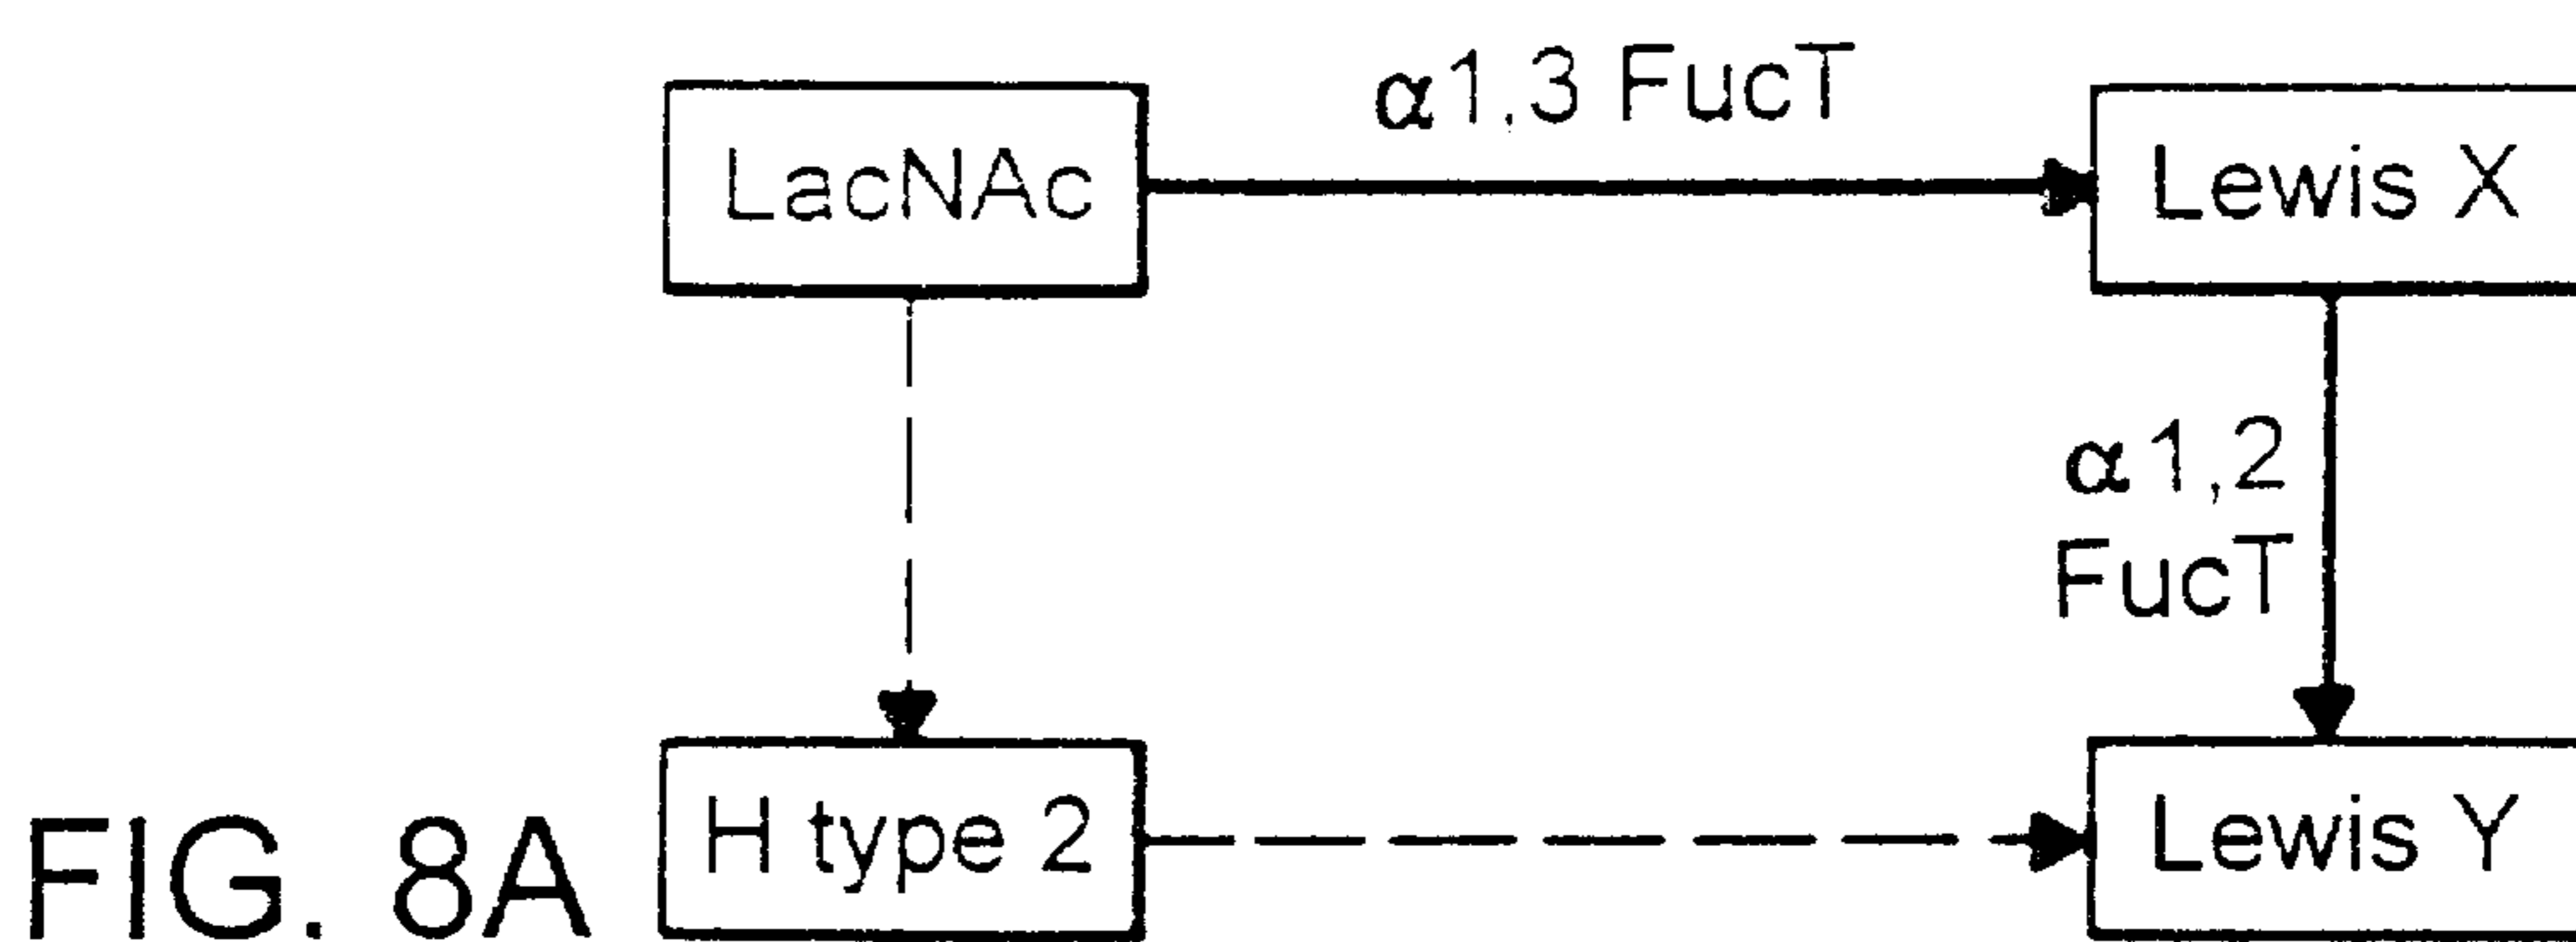 α1,3 FucT
LacNAc
Lewis X
α1,2
FucT
H type 2
Lewis Y
FIG. 8A